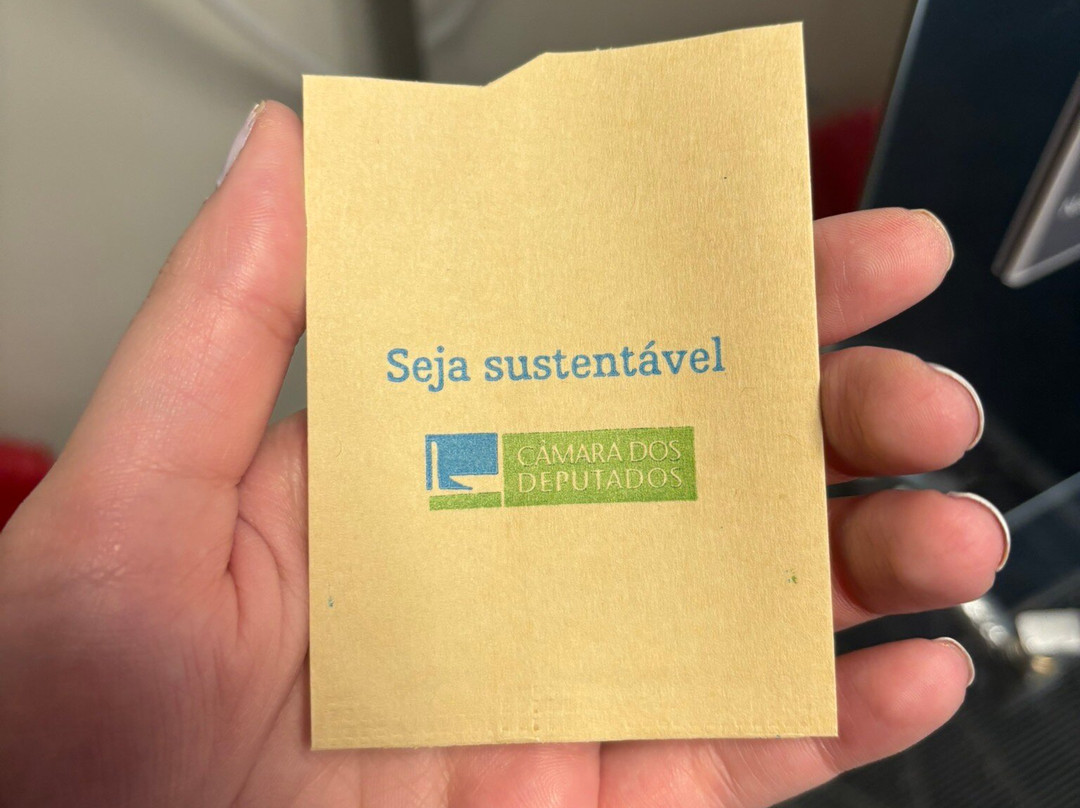 Seja sustentável
CÂMARA DOS
DEPUTADOS